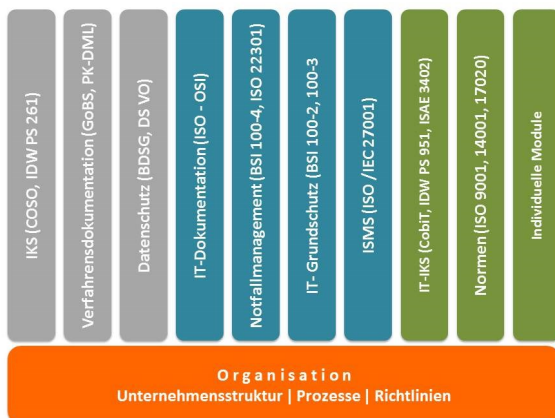 IKS (COSO, IDW PS 261)
Verfahrensdokumentation (GoBS, PK-DML)
Datenschutz (BDSG, DS VO)
IT-Dokumentation (ISO - OSI)
Notfallmanagement (BSI 100-4, ISO 22301)
IT- Grundschutz (BSI 100-2, 100-3
ISMS (ISO /IEC 27001)
IT-IKS (CobiT, IDW PS 951, ISAE 3402)
Normen (ISO 9001, 14001, 17020)
Individuelle Module
Organisation
Unternehmensstruktur | Prozesse | Richtlinien